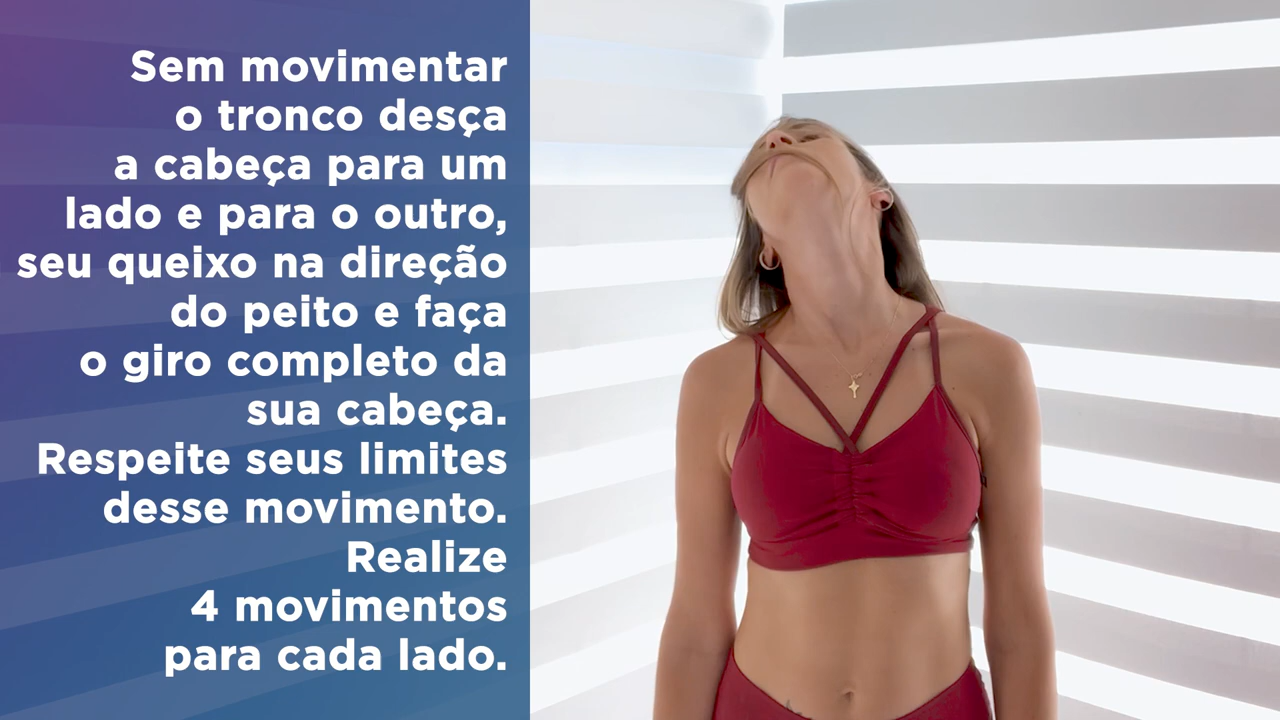 Sem movimentar
o tronco desça
a cabeça para um
lado e para o outro,
seu queixo na direção
do peito e faça
o giro completo da
sua cabeça.
Respeite seus limites
desse movimento.
Realize
4 movimentos
para cada lado.